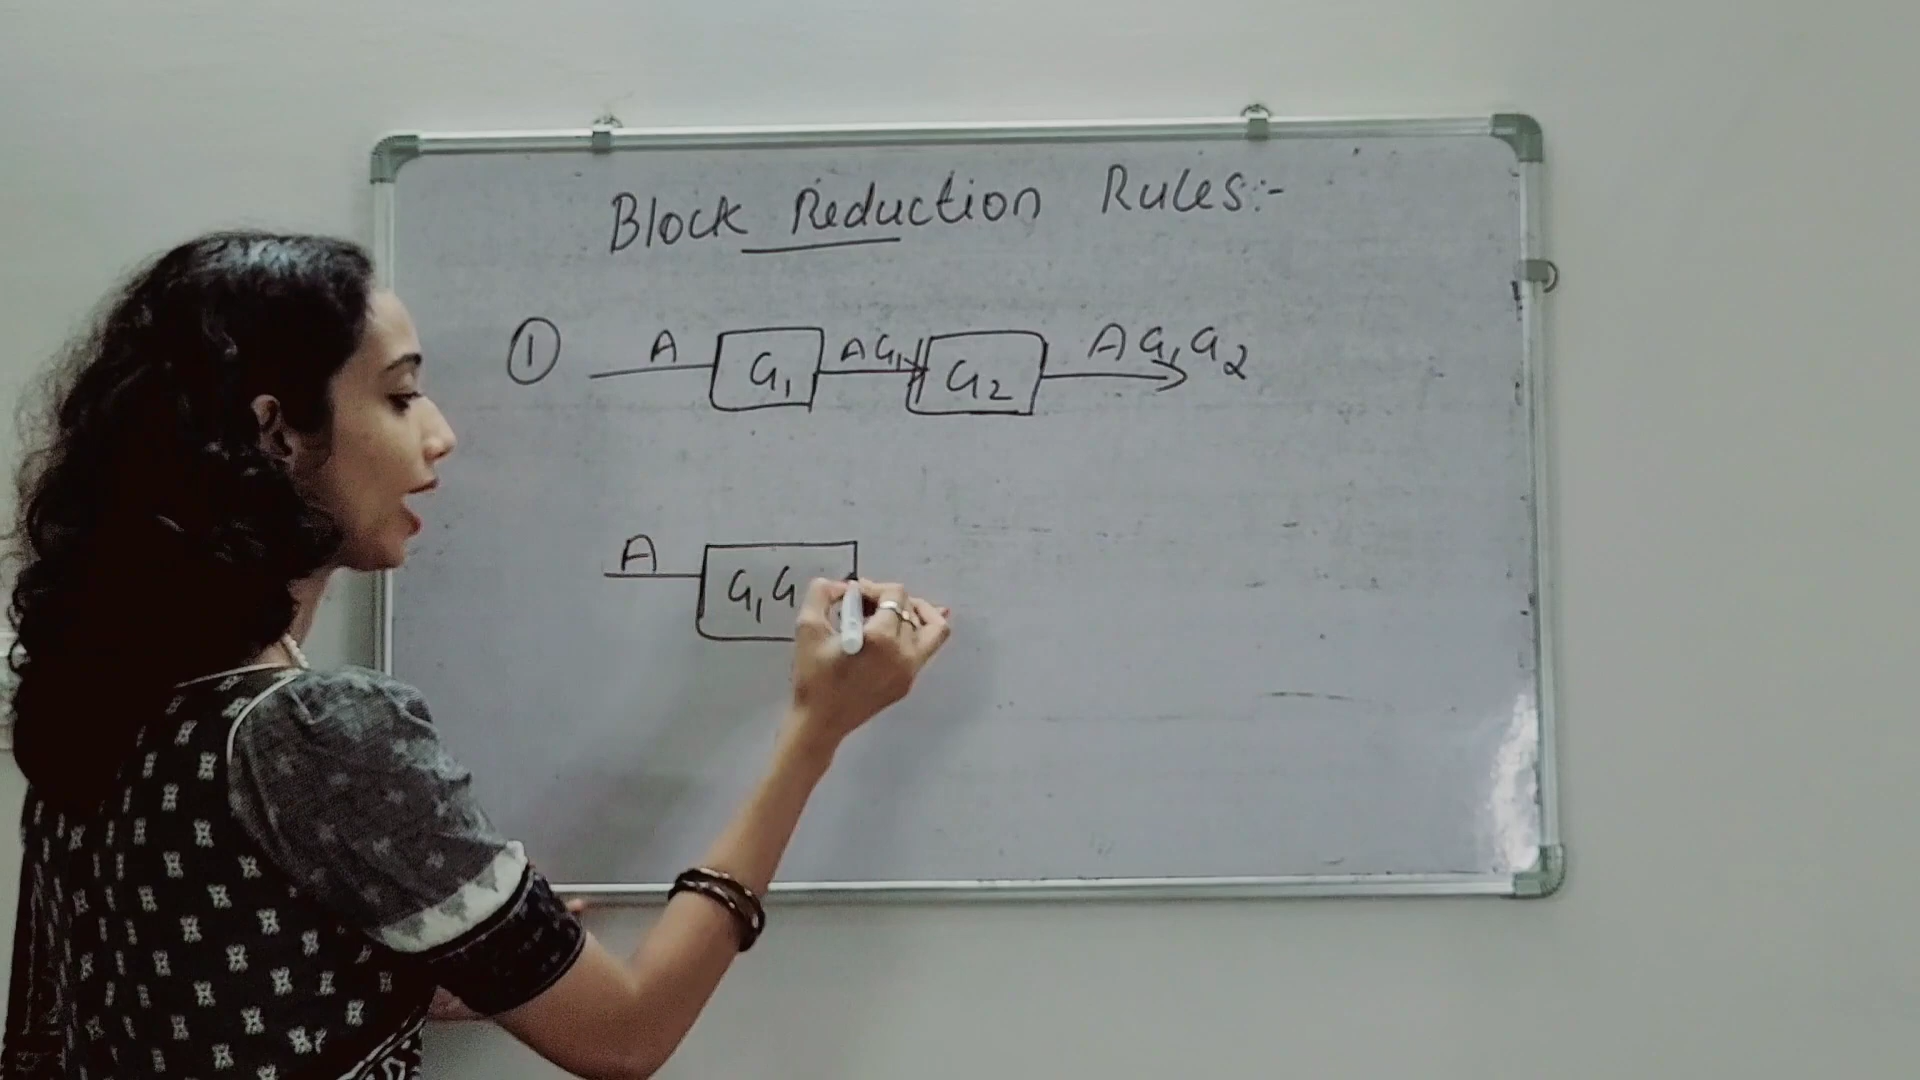 Block Reduction Rules:-
① A G₁ AG₁ G₂ AG₁G₂
A G₁G